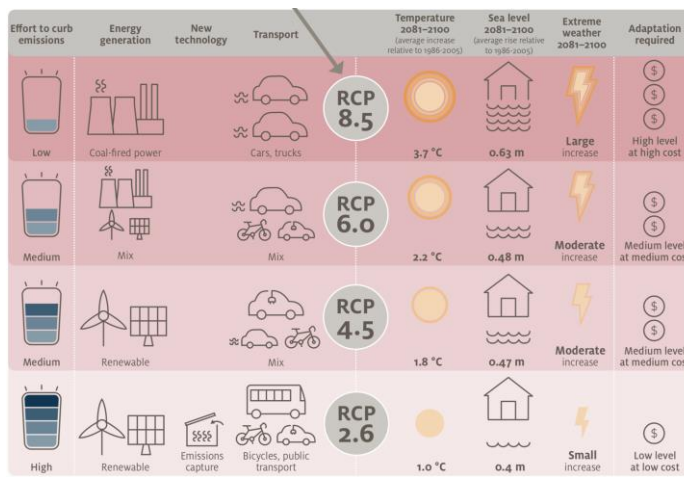 Effort to curb
emissions
Energy
generation
New
technology
Transport
Temperature
2081–2100
(average increase
relative to 1986-2005)
Sea level
2081–2100
(average rise relative
to 1986-2005)
Extreme
weather
2081–2100
Adaptation
required
Low
Coal-fired power
Cars, trucks
RCP
8.5
3.7 °C
0.63 m
Large
increase
$
$
$
High level
at high cost
Medium
Mix
Mix
RCP
6.0
2.2 °C
0.48 m
Moderate
increase
$
$
Medium level
at medium cost
Medium
Renewable
Mix
RCP
4.5
1.8 °C
0.47 m
Moderate
increase
$
$
Medium level
at medium cost
High
Renewable
Emissions
capture
Bicycles, public
transport
RCP
2.6
1.0 °C
0.4 m
Small
increase
$
Low level
at low cost